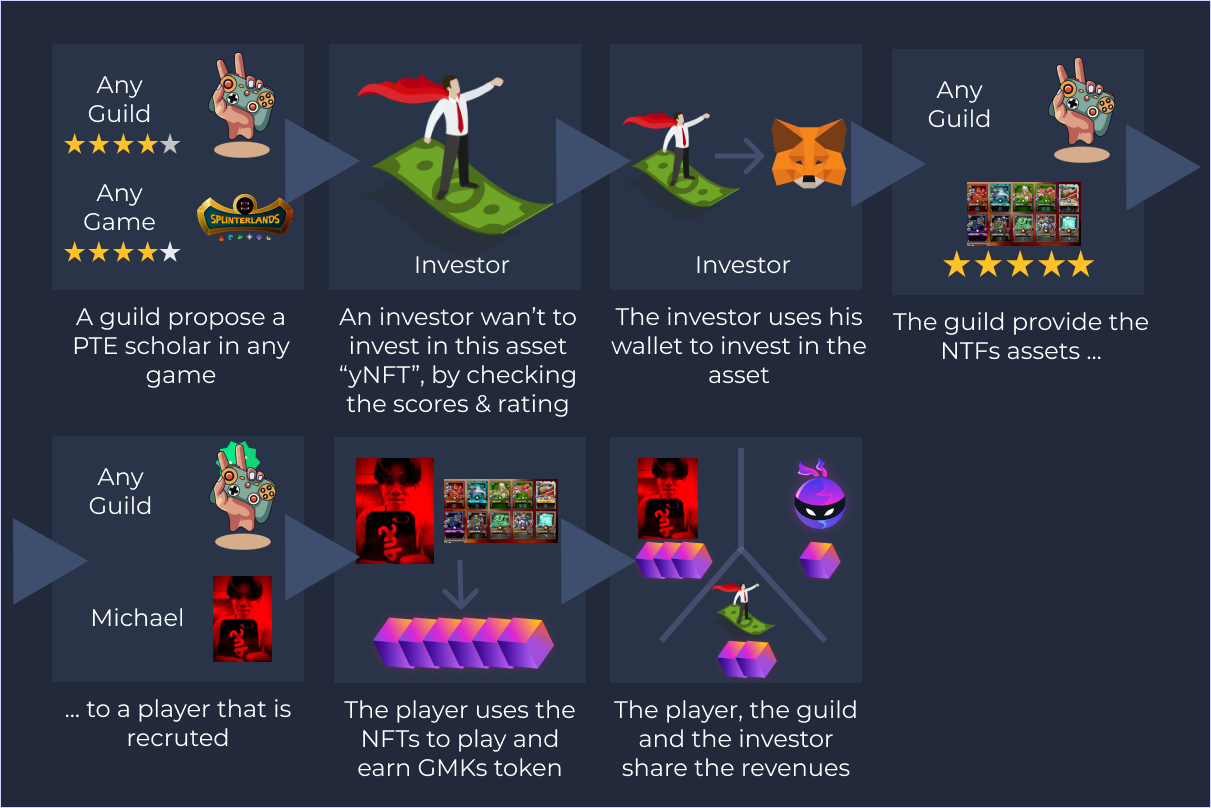 Any
Guild
Any
Game
SPLINTERLANDS
A guild propose a
PTE scholar in any
game
Investor
An investor wan't to
invest in this asset
“yNFT”, by checking
the scores & rating
Investor
The investor uses his
wallet to invest in the
asset
Any
Guild
The guild provide the
NTFs assets ...
Any
Guild
Michael
... to a player that is
recruted
The player uses the
NFTs to play and
earn GMKs token
The player, the guild
and the investor
share the revenues